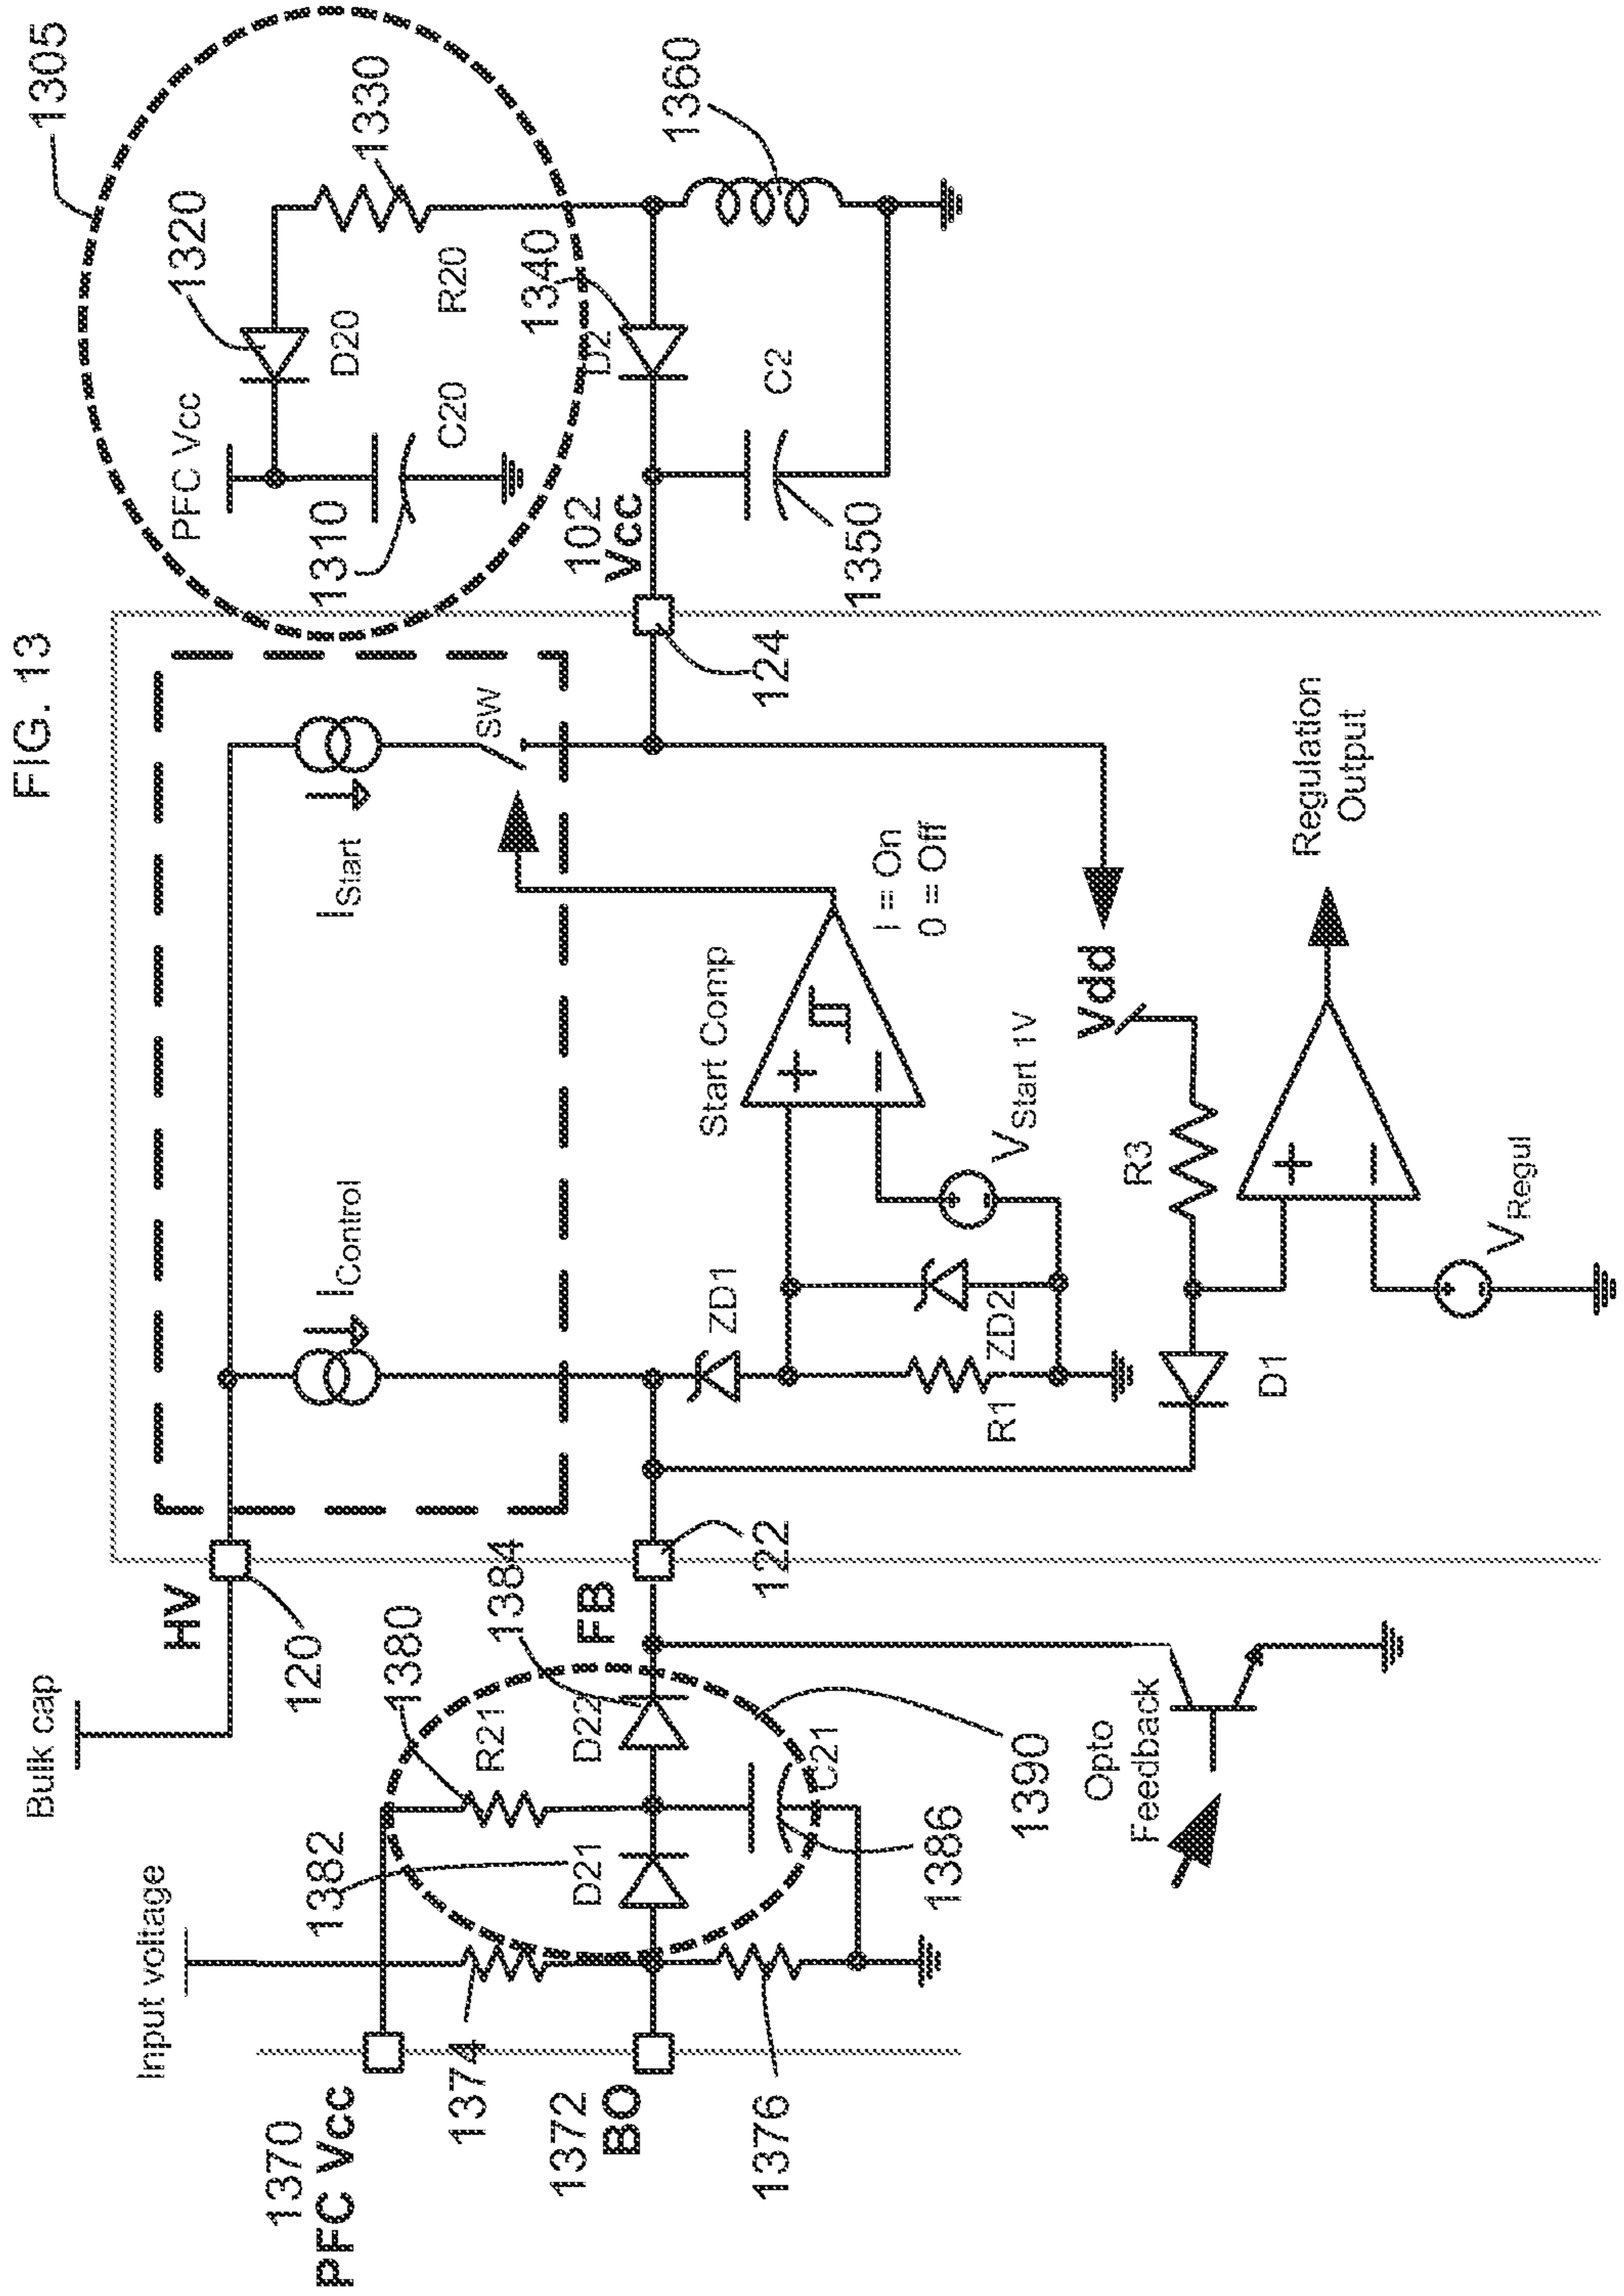 FIG. 13
Bulk cap
HV
120
Input voltage
1370
PFC Vcc
1372
BO
1374
1376
1380
R21
1382
D21
1384
D22
FB
122
C21
1386
1390
Opto
Feedback
IControl
IStart
SW
ZD1
R1
ZD2
Start Comp
+
−
VStart 1V
I = On
0 = Off
Vdd
R3
D1
+
−
VRegul
Regulation
Output
124
102
Vcc
1305
PFC Vcc
1310
C20
1320
D20
1330
R20
1340
D2
C2
1350
1360